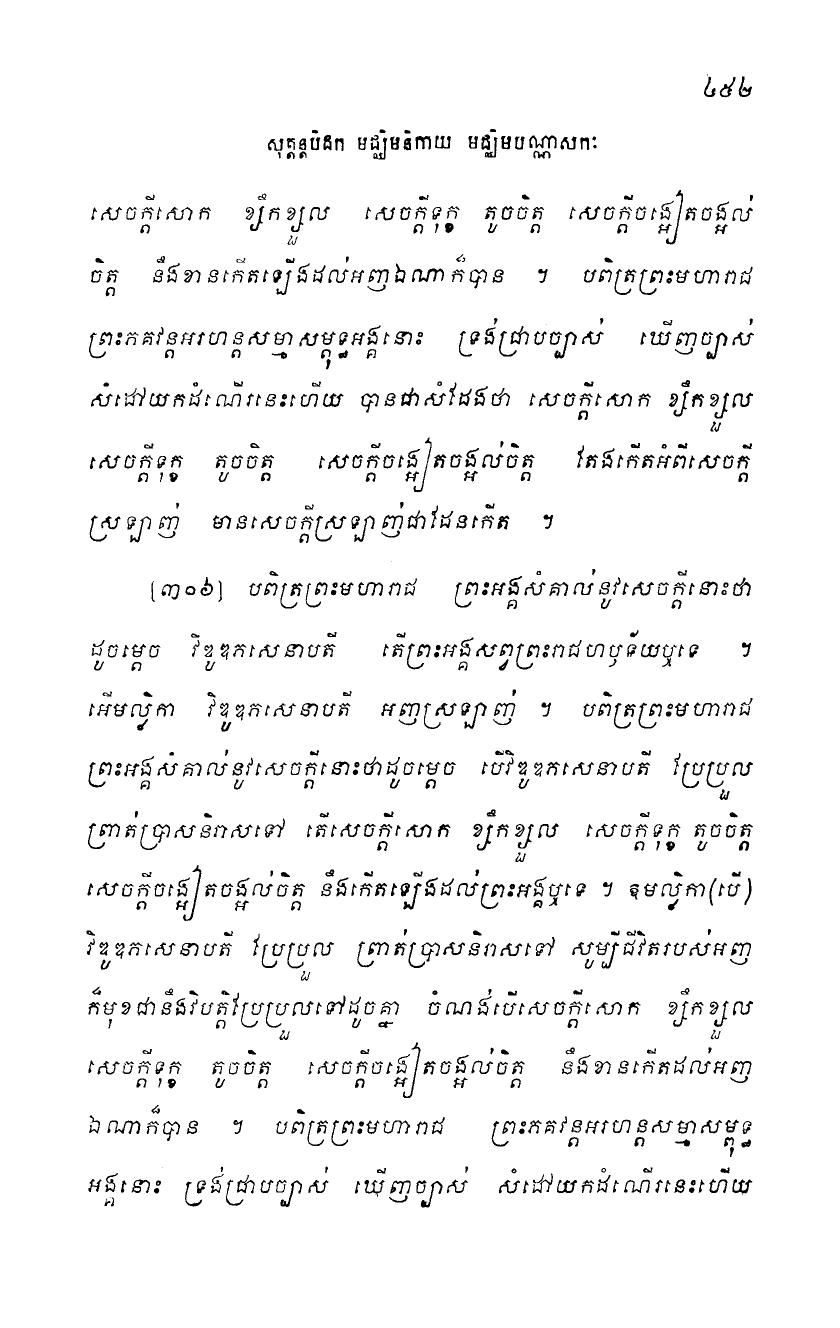 ៤៥២
សុត្តន្តបិដក មជ្ឈិមនិកាយ មជ្ឈិមបណ្ណាសកៈ
សេចក្ដីសោក ខ្សឹកខ្សួល សេចក្ដីទុក្ខ តូចចិត្ត សេចក្ដីចង្អៀតចង្អល់
ចិត្ត នឹងខានកើតឡើងដល់អញឯណាក៏បាន ។ បពិត្រព្រះមហារាជ
ព្រះភគវន្តអរហន្តសម្មាសម្ពុទ្ធអង្គនោះ ទ្រង់ជ្រាបច្បាស់ ឃើញច្បាស់
សំដៅយកដំណើរនេះហើយ បានជាសំដែងថា សេចក្ដីសោក ខ្សឹកខ្សួល
សេចក្ដីទុក្ខ តូចចិត្ត សេចក្ដីចង្អៀតចង្អល់ចិត្ត តែងកើតអំពីសេចក្ដី
ស្រឡាញ់ មានសេចក្ដីស្រឡាញ់ជាដែនកើត ។
[៣០៦] បពិត្រព្រះមហារាជ ព្រះអង្គសំគាល់នូវសេចក្ដីនោះថា
ដូចម្ដេច វិឌូឌភសេនាបតី តើព្រះអង្គសព្វព្រះរាជហឫទ័យឬទេ ។
អើមល្លិកា វិឌូឌភសេនាបតី អញស្រឡាញ់ ។ បពិត្រព្រះមហារាជ
ព្រះអង្គសំគាល់នូវសេចក្ដីនោះថាដូចម្ដេច បើវិឌូឌភសេនាបតី ប្រែប្រួល
ព្រាត់ប្រាសនិរាសទៅ តើសេចក្ដីសោក ខ្សឹកខ្សួល សេចក្ដីទុក្ខ តូចចិត្ត
សេចក្ដីចង្អៀតចង្អល់ចិត្ត នឹងកើតឡើងដល់ព្រះអង្គឬទេ ។ នុមល្លិកា(បើ)
វិឌូឌភសេនាបតី ប្រែប្រួល ព្រាត់ប្រាសនិរាសទៅ សូម្បីជីវិតរបស់អញ
ក៏មុខជានឹងវិបត្តិប្រែប្រួលទៅដូចគ្នា ចំណង់បើសេចក្ដីសោក ខ្សឹកខ្សួល
សេចក្ដីទុក្ខ តូចចិត្ត សេចក្ដីចង្អៀតចង្អល់ចិត្ត នឹងខានកើតដល់អញ
ឯណាក៏បាន ។ បពិត្រព្រះមហារាជ ព្រះភគវន្តអរហន្តសម្មាសម្ពុទ្ធ
អង្គនោះ ទ្រង់ជ្រាបច្បាស់ ឃើញច្បាស់ សំដៅយកដំណើរនេះហើយ